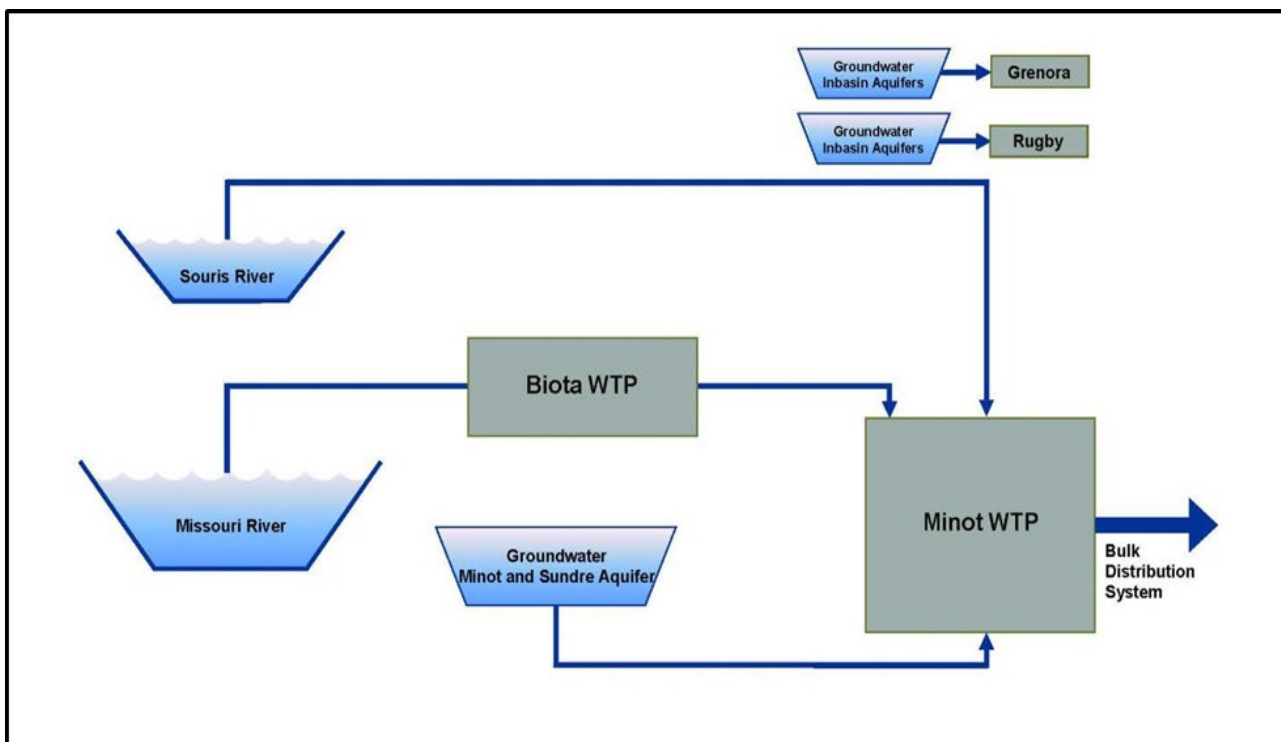 Groundwater
Inbasin Aquifers
Grenora
Groundwater
Inbasin Aquifers
Rugby
Souris River
Biota WTP
Missouri River
Groundwater
Minot and Sundre Aquifer
Minot WTP
Bulk
Distribution
System